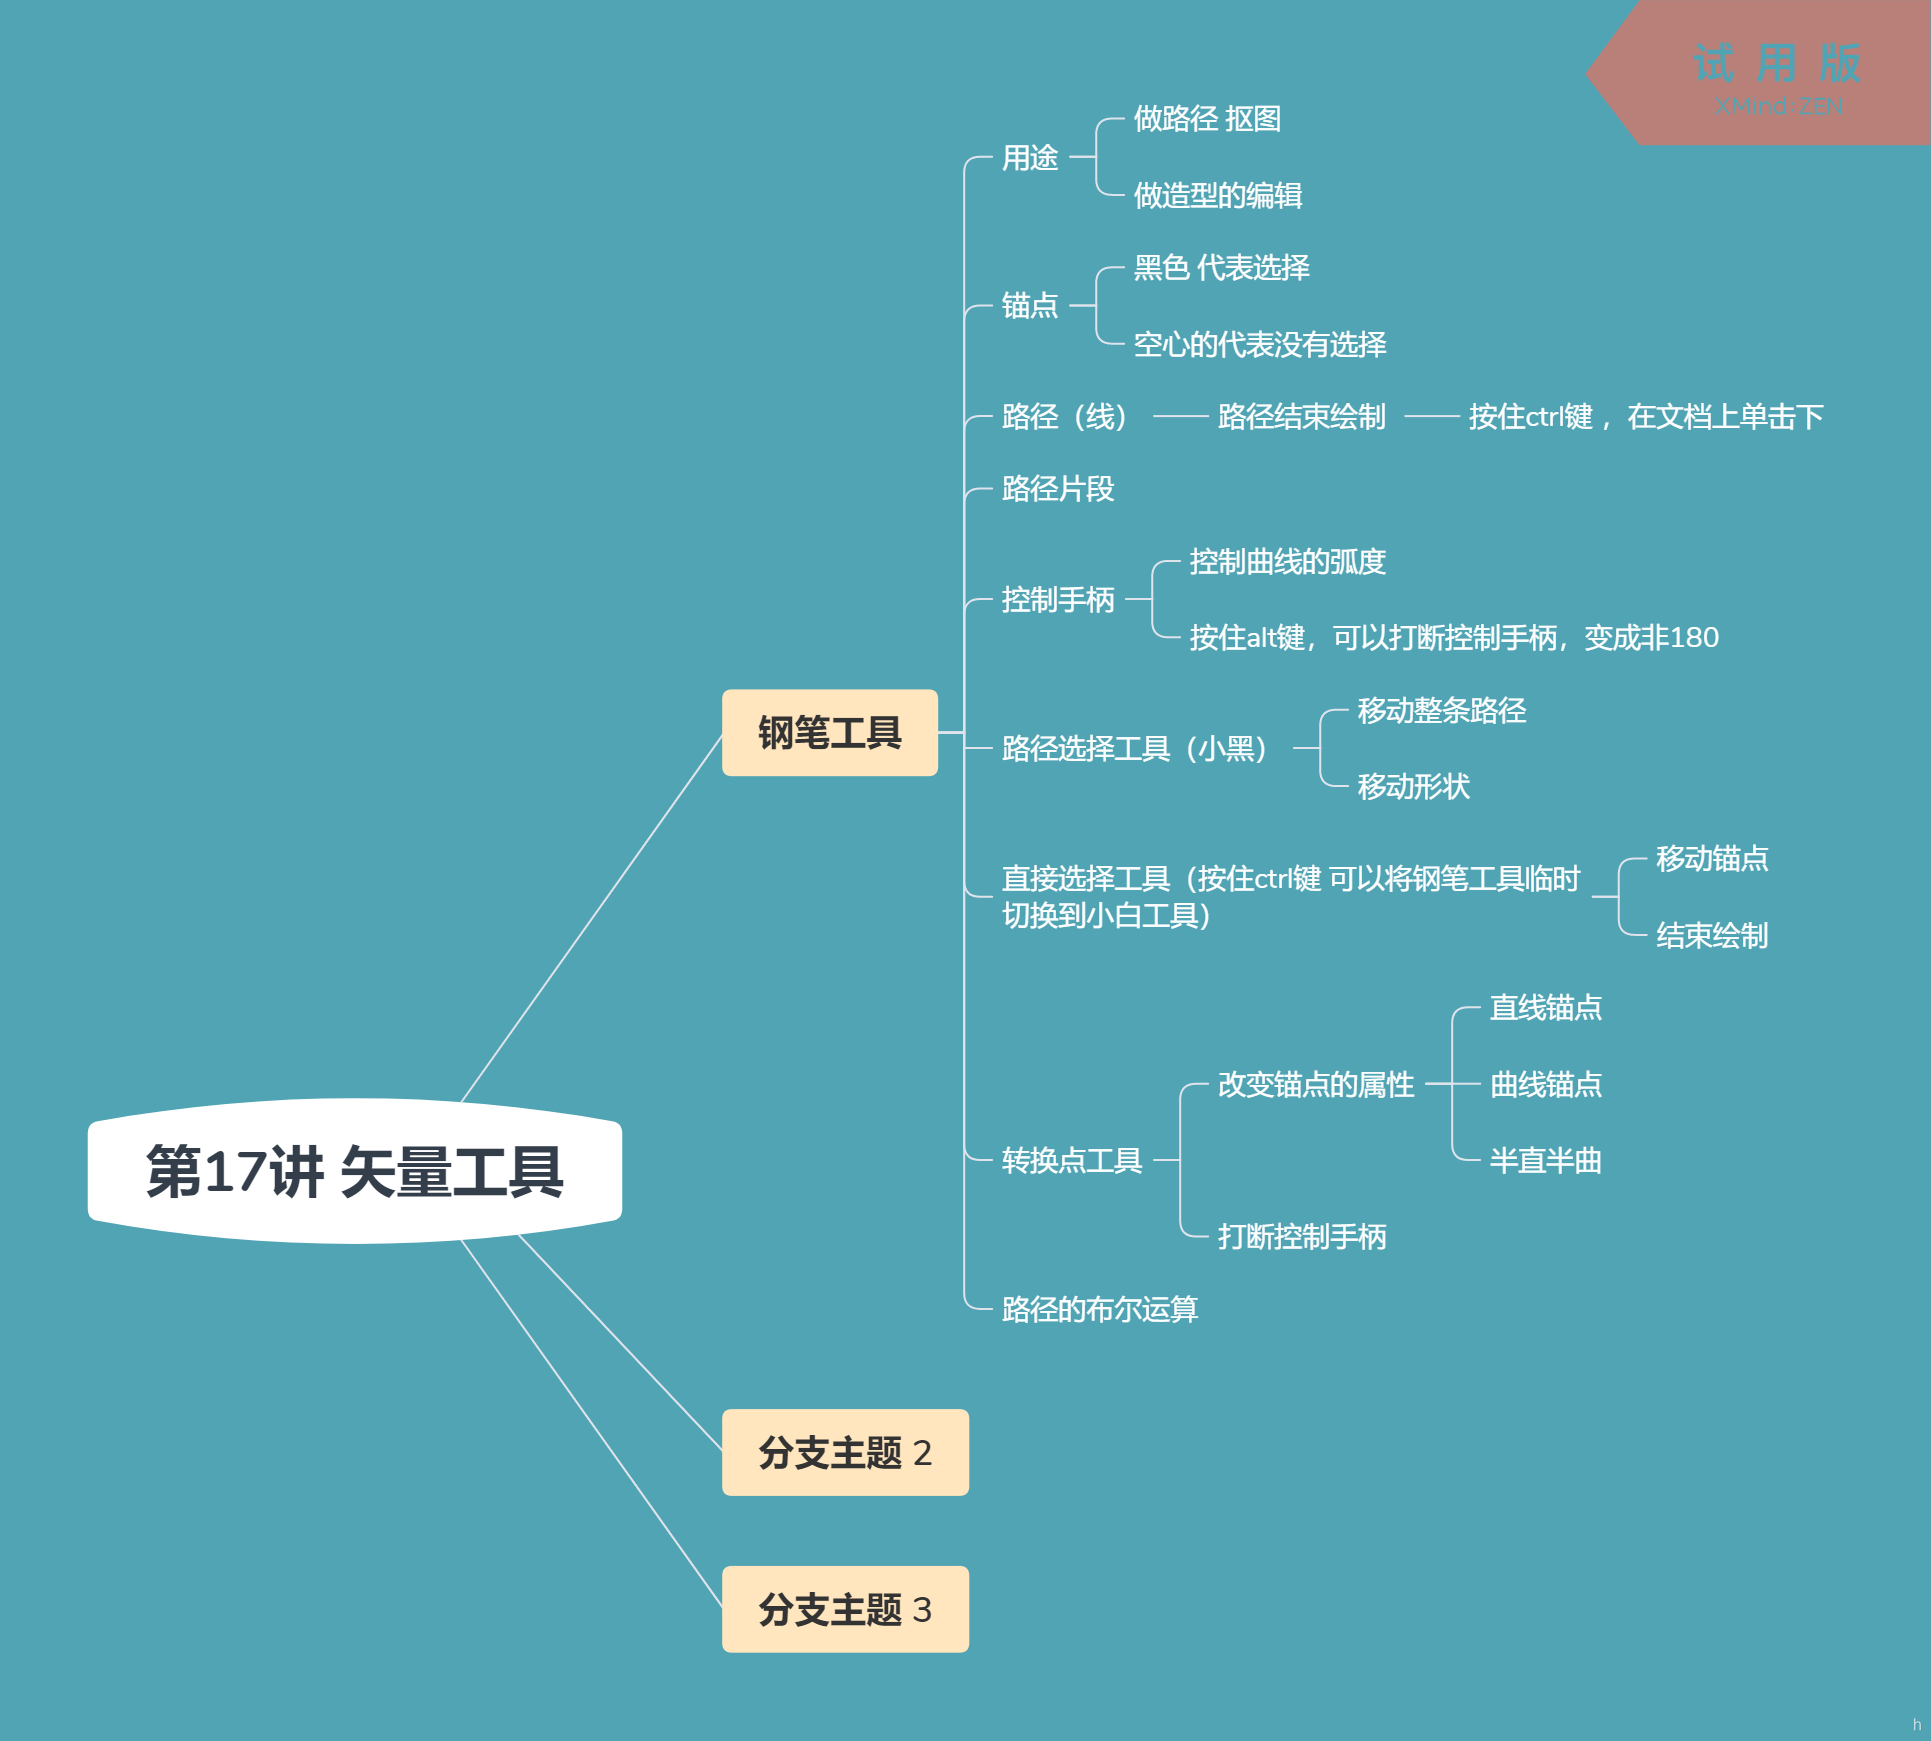 试 用 版
XMind:ZEN
第17讲 矢量工具
钢笔工具
用途
做路径 抠图
做造型的编辑
锚点
黑色 代表选择
空心的代表没有选择
路径（线）
路径结束绘制
按住ctrl键 ，在文档上单击下
路径片段
控制手柄
控制曲线的弧度
按住alt键，可以打断控制手柄，变成非180
路径选择工具（小黑）
移动整条路径
移动形状
直接选择工具（按住ctrl键 可以将钢笔工具临时
切换到小白工具）
移动锚点
结束绘制
转换点工具
改变锚点的属性
直线锚点
曲线锚点
半直半曲
打断控制手柄
路径的布尔运算
分支主题 2
分支主题 3
h